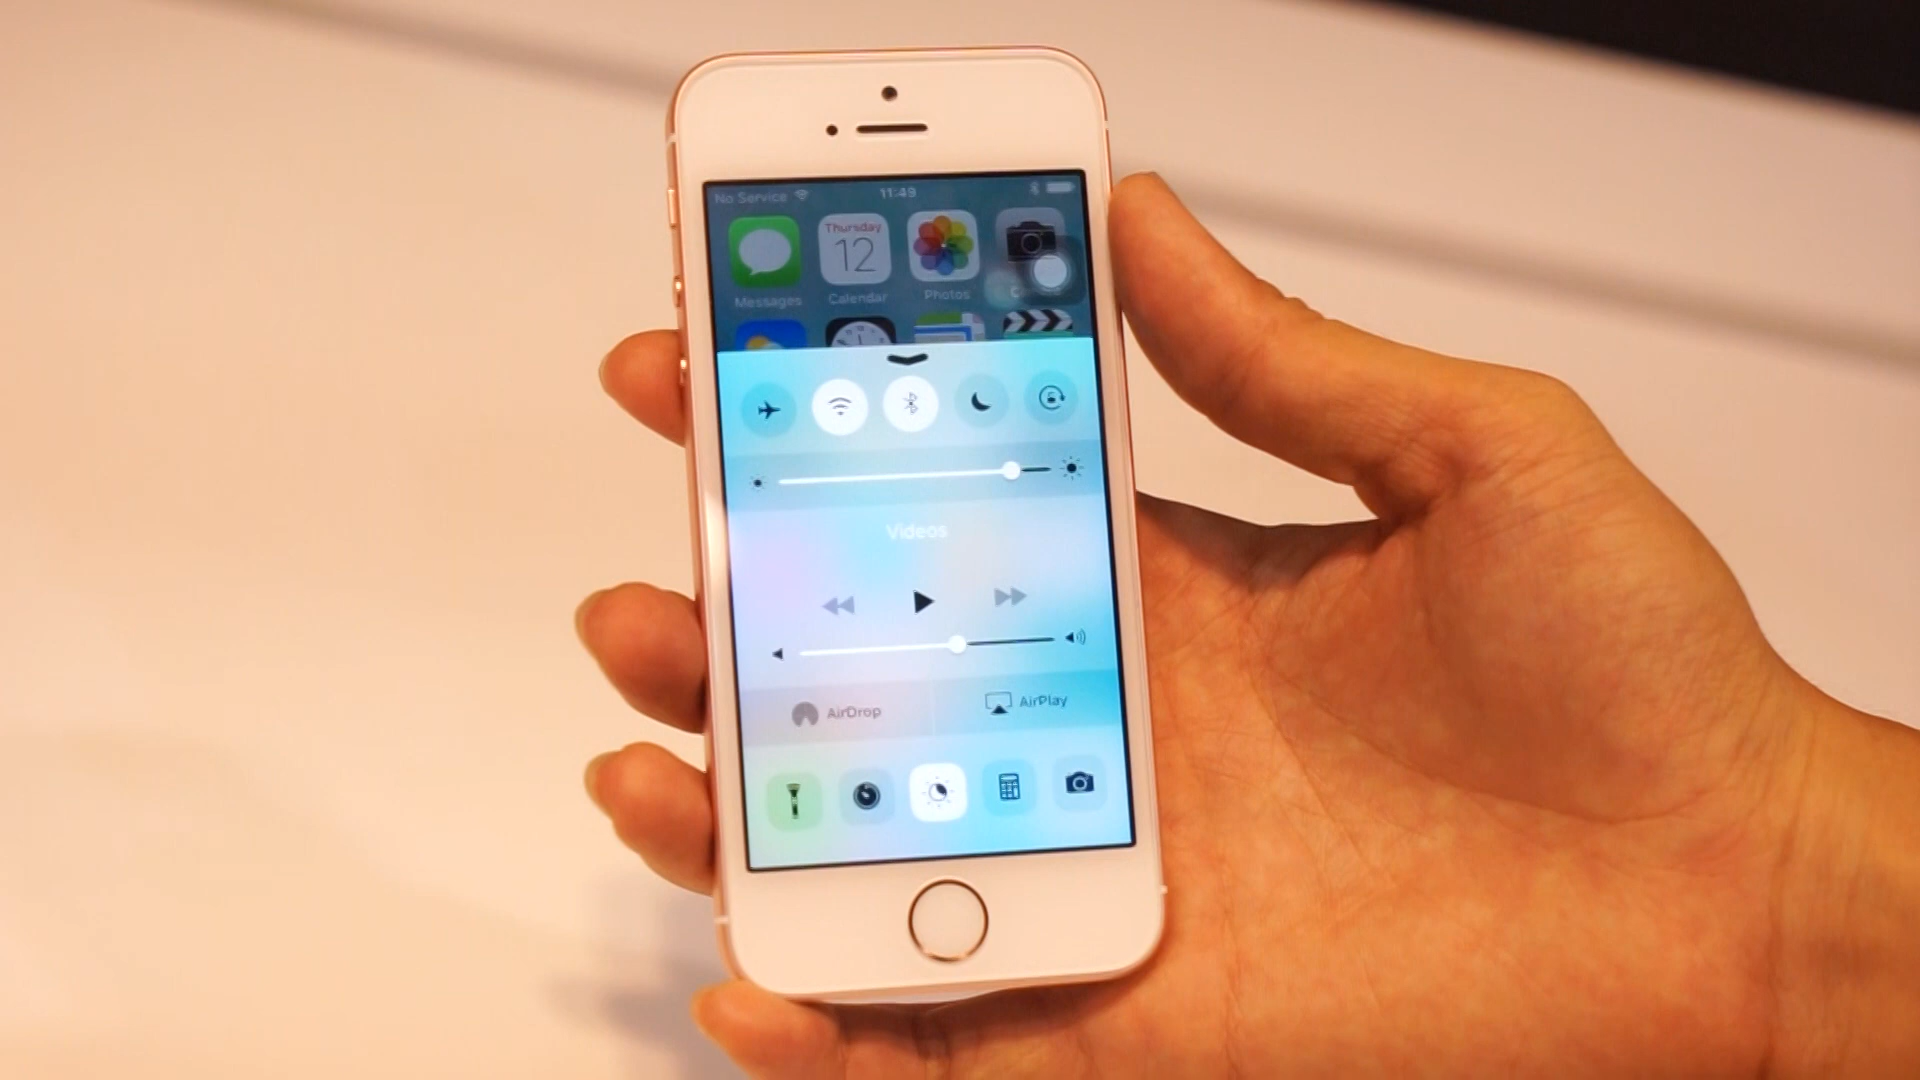 No Service 11:49
Thursday
12
Messages Calendar Photos
Videos
AirDrop AirPlay